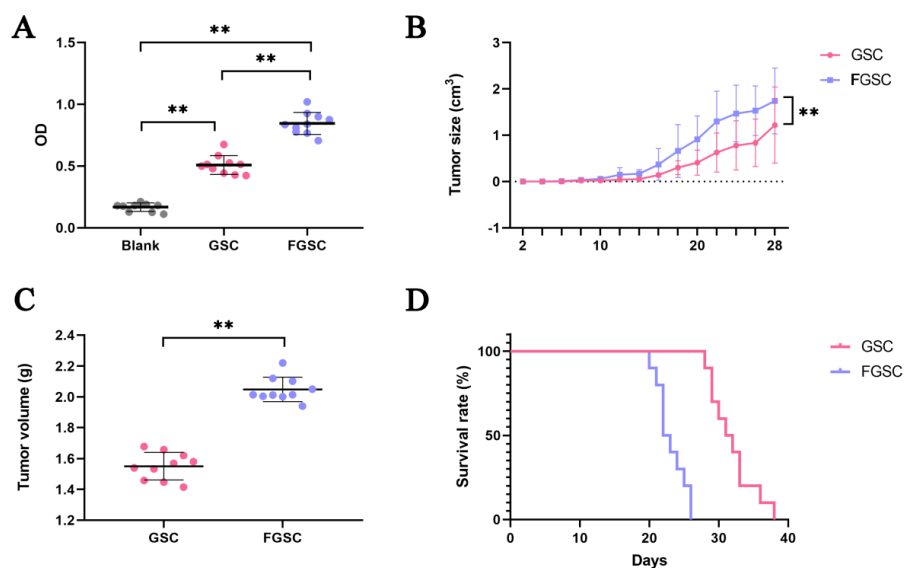 A
OD
1.5
1.0
0.5
0.0
**
**
**
Blank GSC FGSC
B
Tumor size (cm³)
3
2
1
0
-1
2 10 20 28
GSC
FGSC
**
C
Tumor volume (g)
2.4
2.2
2.0
1.8
1.6
1.4
1.2
**
GSC FGSC
D
Survival rate (%)
100
50
0
0 10 20 30 40
Days
GSC
FGSC